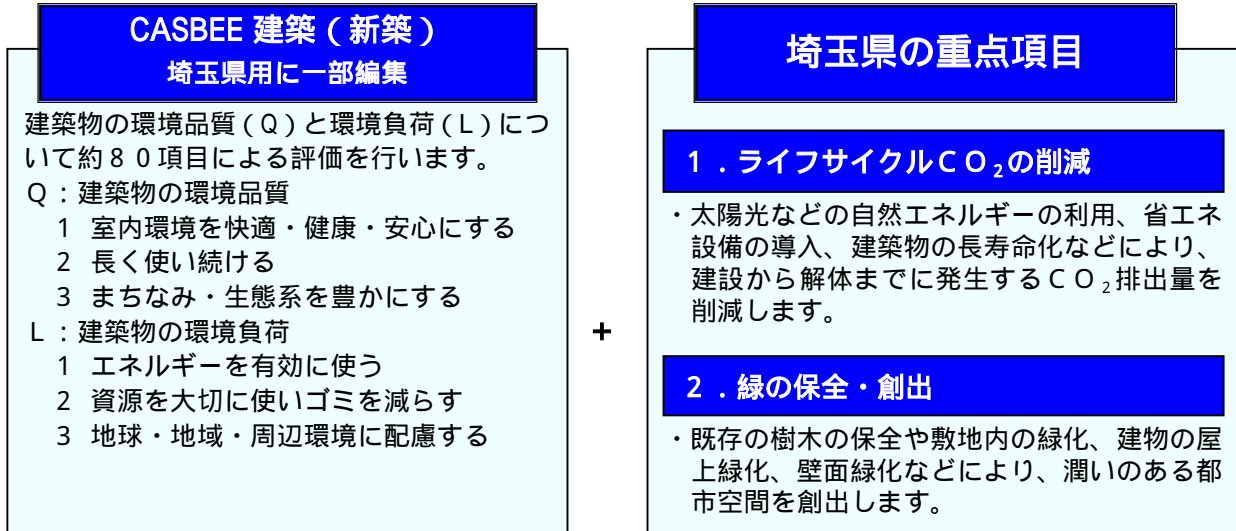 CASBEE 建築（新築）
埼玉県用に一部編集
建築物の環境品質（Ｑ）と環境負荷（Ｌ）につ
いて約８０項目による評価を行います。
Ｑ：建築物の環境品質
１ 室内環境を快適・健康・安心にする
２ 長く使い続ける
３ まちなみ・生態系を豊かにする
Ｌ：建築物の環境負荷
１ エネルギーを有効に使う
２ 資源を大切に使いゴミを減らす
３ 地球・地域・周辺環境に配慮する
+
埼玉県の重点項目
１．ライフサイクルＣＯ₂の削減
・太陽光などの自然エネルギーの利用、省エネ
設備の導入、建築物の長寿命化などにより、
建設から解体までに発生するＣＯ₂排出量を
削減します。
２．緑の保全・創出
・既存の樹木の保全や敷地内の緑化、建物の屋
上緑化、壁面緑化などにより、潤いのある都
市空間を創出します。